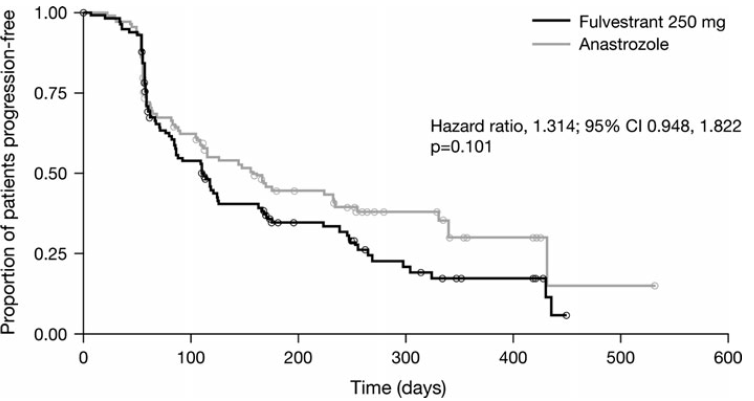 Fulvestrant 250 mg
Anastrozole
Hazard ratio, 1.314; 95% CI 0.948, 1.822
p=0.101
Proportion of patients progression-free
1.00
0.75
0.50
0.25
0.00
0 100 200 300 400 500 600
Time (days)